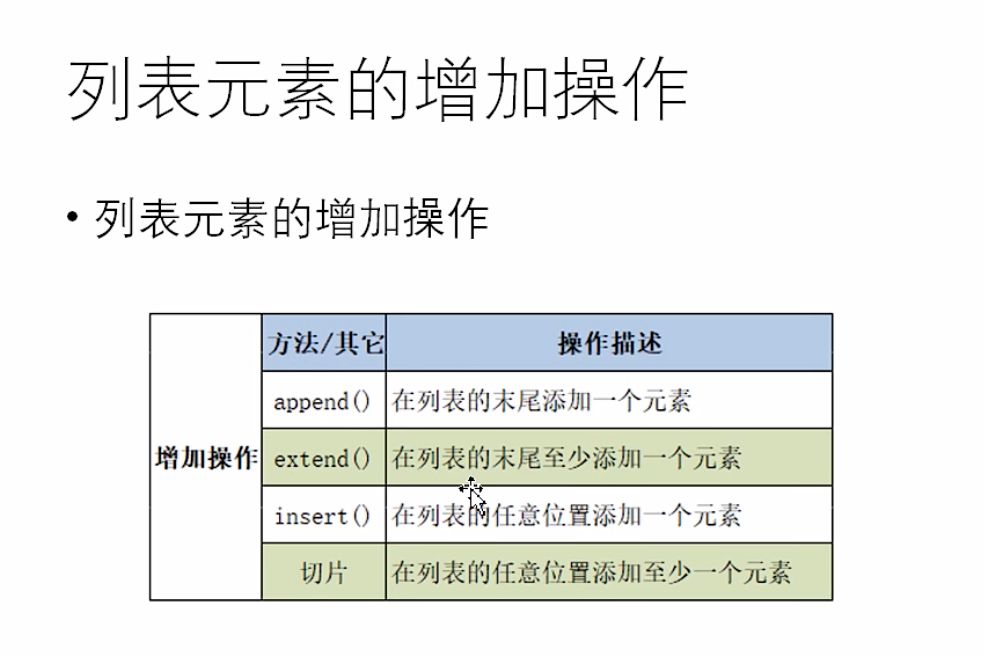 列表元素的增加操作
• 列表元素的增加操作
方法/其它 操作描述
append() 在列表的末尾添加一个元素
增加操作 extend() 在列表的末尾至少添加一个元素
insert() 在列表的任意位置添加一个元素
切片 在列表的任意位置添加至少一个元素